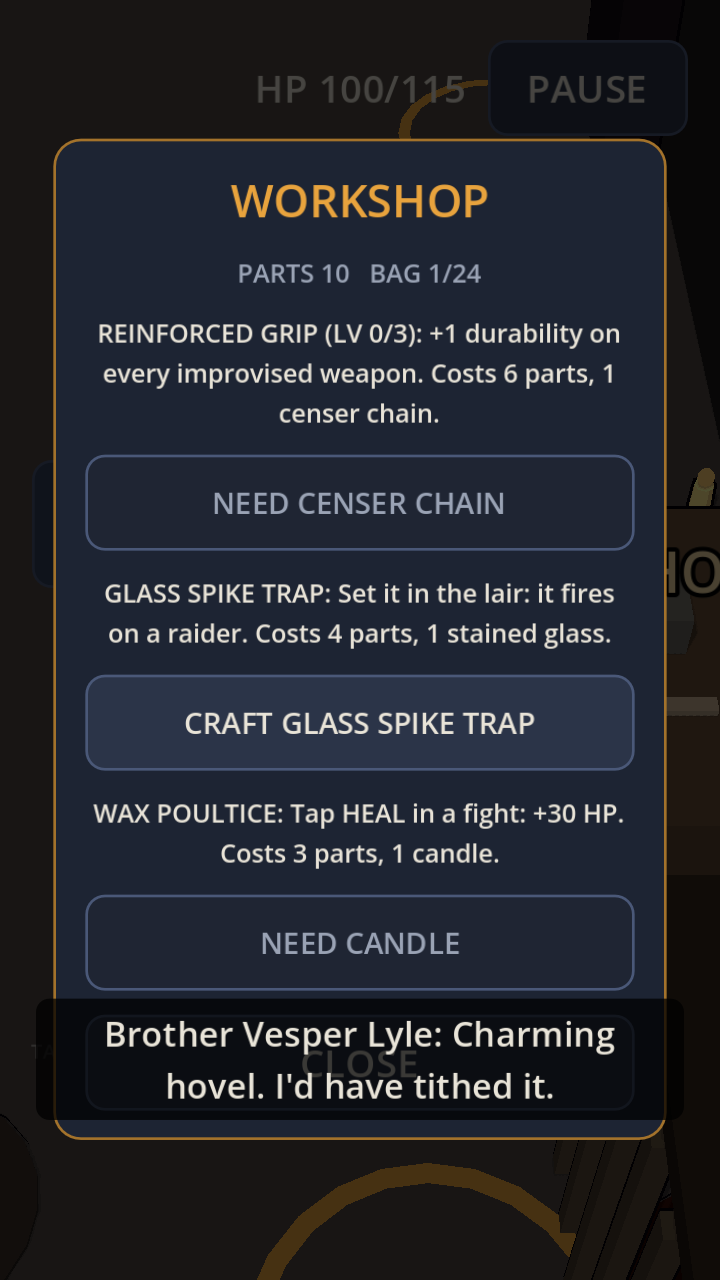 HP 100/115
PAUSE
WORKSHOP
PARTS 10 BAG 1/24
REINFORCED GRIP (LV 0/3): +1 durability on
every improvised weapon. Costs 6 parts, 1
censer chain.
NEED CENSER CHAIN
GLASS SPIKE TRAP: Set it in the lair: it fires
on a raider. Costs 4 parts, 1 stained glass.
CRAFT GLASS SPIKE TRAP
WAX POULTICE: Tap HEAL in a fight: +30 HP.
Costs 3 parts, 1 candle.
NEED CANDLE
CLOSE
Brother Vesper Lyle: Charming
hovel. I'd have tithed it.